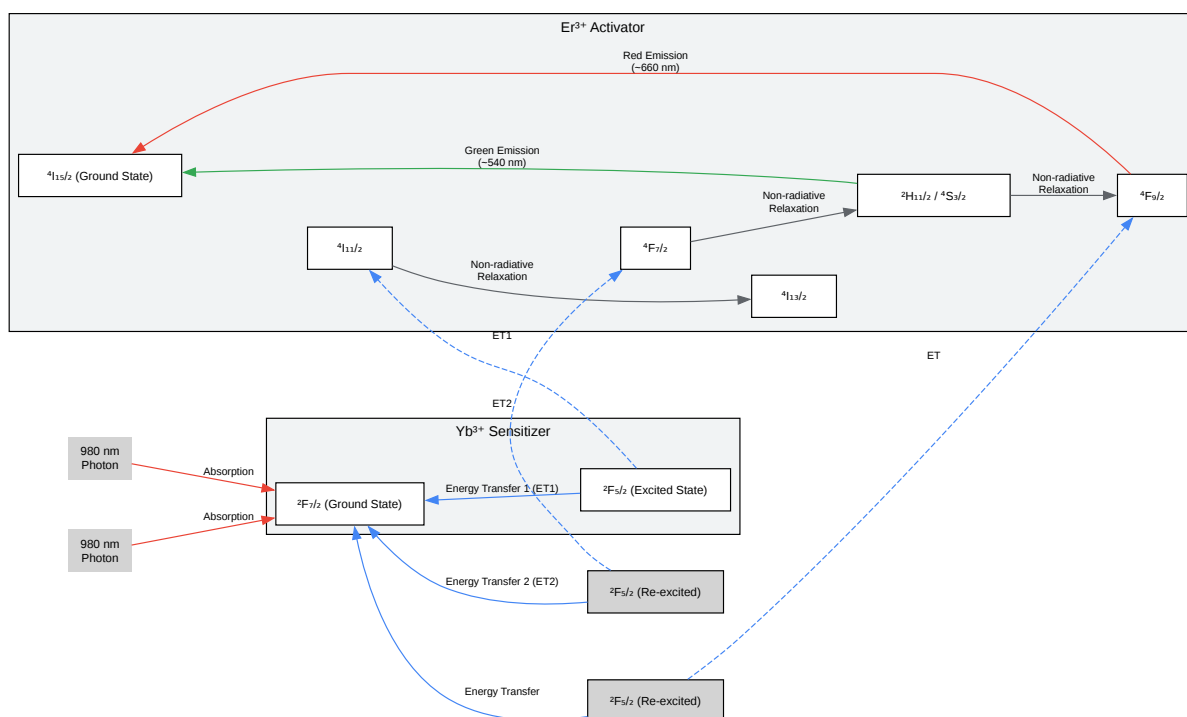 Er³⁺ Activator
Red Emission
(~660 nm)
Green Emission
(~540 nm)
⁴I₁₅/₂ (Ground State)
Non-radiative
Relaxation
²H₁₁/₂ / ⁴S₃/₂
Non-radiative
Relaxation
⁴F₉/₂
⁴I₁₁/₂
⁴F₇/₂
Non-radiative
Relaxation
⁴I₁₃/₂
ET1
ET
ET2
Yb³⁺ Sensitizer
980 nm
Photon
Absorption
²F₇/₂ (Ground State)
Energy Transfer 1 (ET1)
²F₅/₂ (Excited State)
Absorption
980 nm
Photon
Energy Transfer 2 (ET2)
²F₅/₂ (Re-excited)
Energy Transfer
²F₅/₂ (Re-excited)